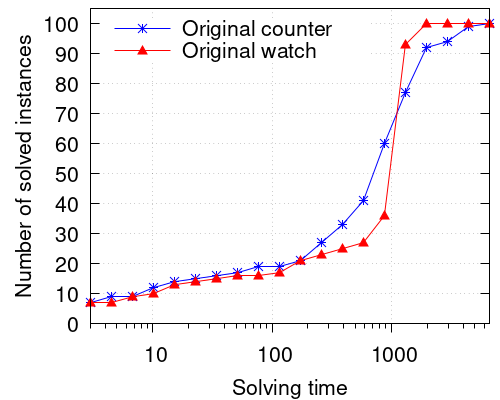 Original counter
Original watch
Number of solved instances
100
90
80
70
60
50
40
30
20
10
0
10 100 1000
Solving time